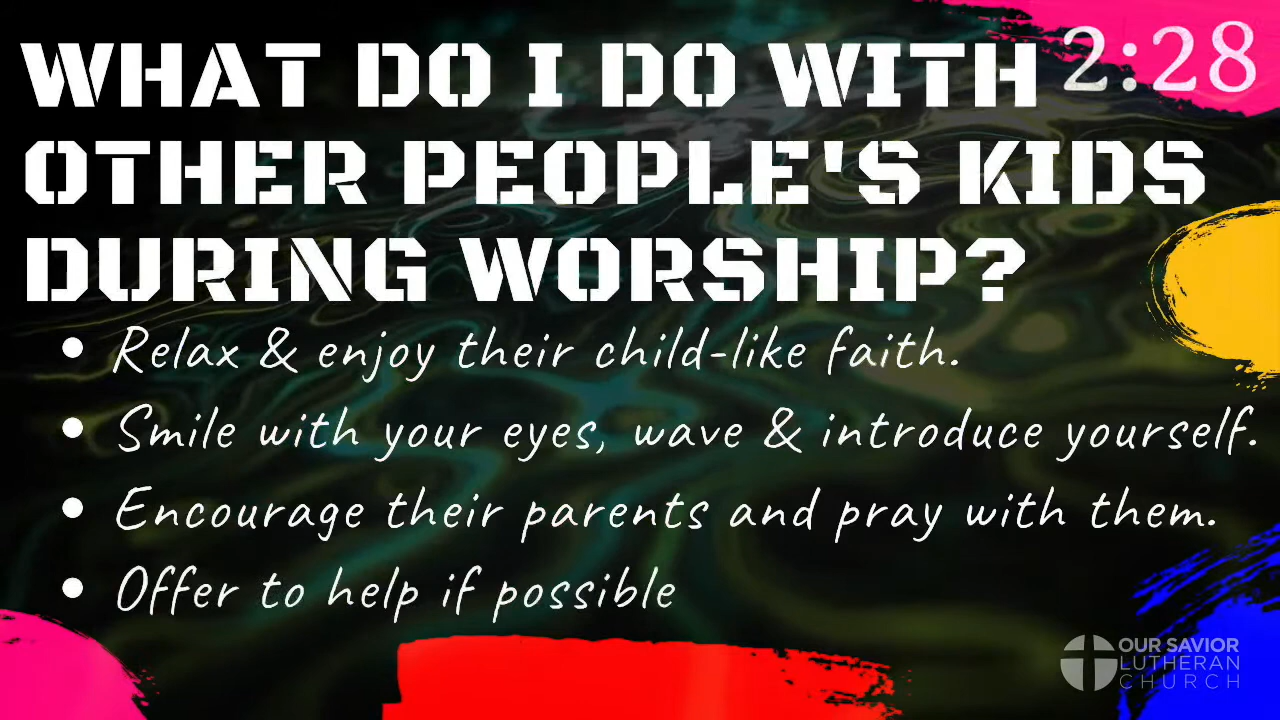 WHAT DO I DO WITH
2:28
OTHER PEOPLE'S KIDS
DURING WORSHIP?
• Relax & enjoy their child-like faith.
• Smile with your eyes, wave & introduce yourself.
• Encourage their parents and pray with them.
• Offer to help if possible
OUR SAVIOR
LUTHERAN
CHURCH